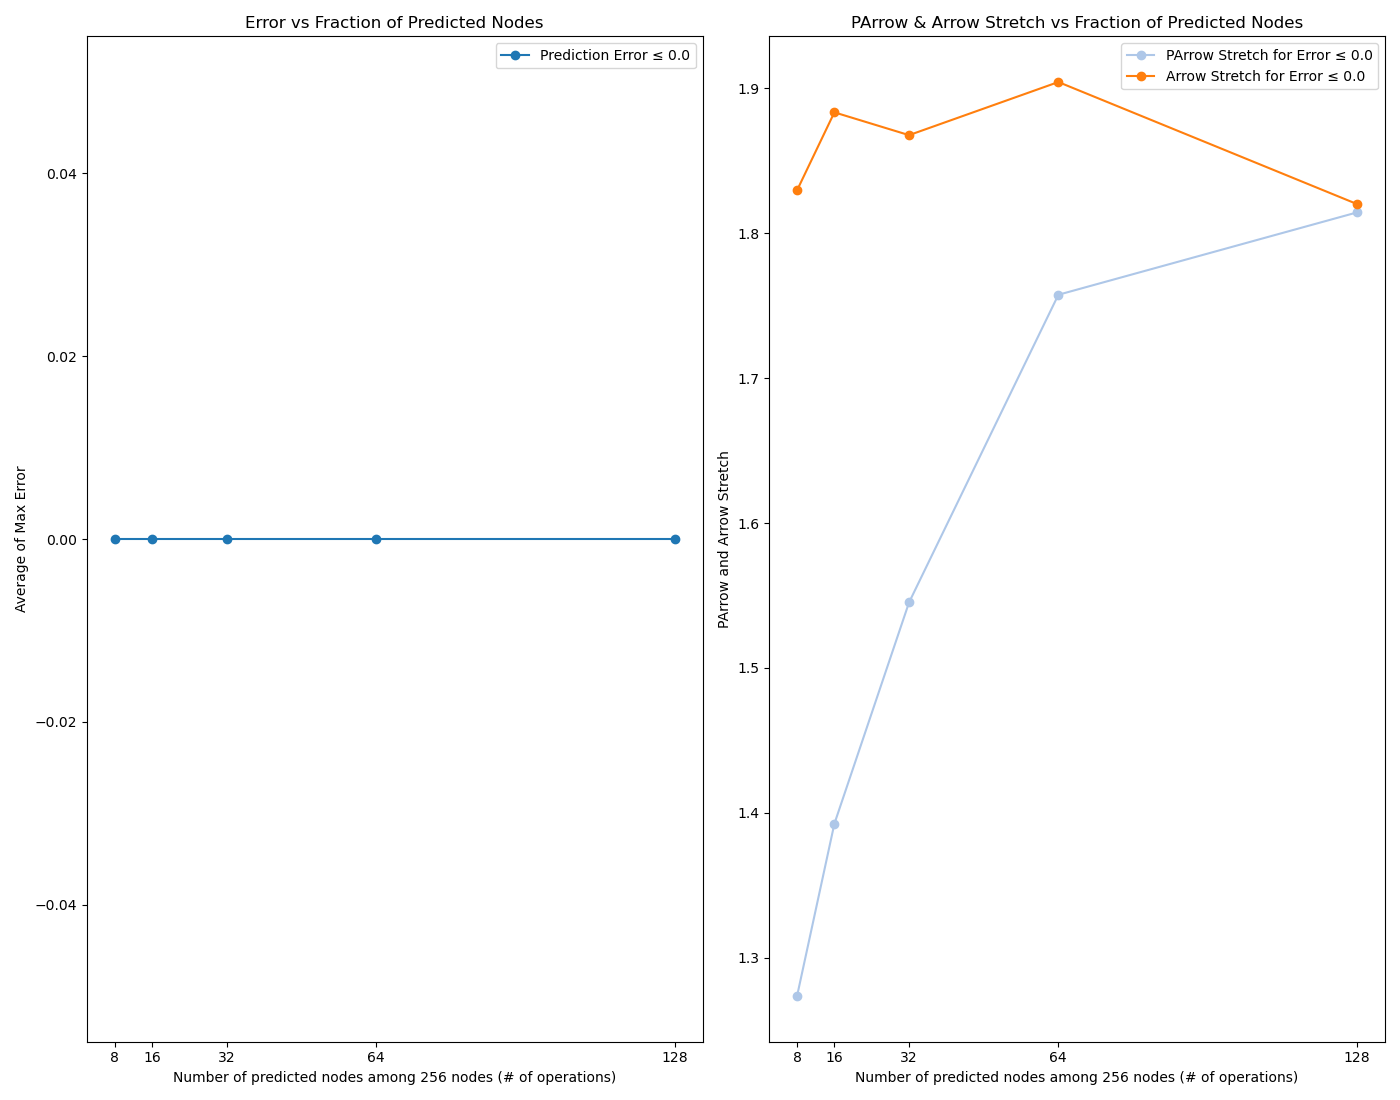 Error vs Fraction of Predicted Nodes
Prediction Error ≤ 0.0
Average of Max Error
0.04
0.02
0.00
−0.02
−0.04
8 16 32 64 128
Number of predicted nodes among 256 nodes (# of operations)
PArrow & Arrow Stretch vs Fraction of Predicted Nodes
PArrow Stretch for Error ≤ 0.0
Arrow Stretch for Error ≤ 0.0
PArrow and Arrow Stretch
1.9
1.8
1.7
1.6
1.5
1.4
1.3
8 16 32 64 128
Number of predicted nodes among 256 nodes (# of operations)